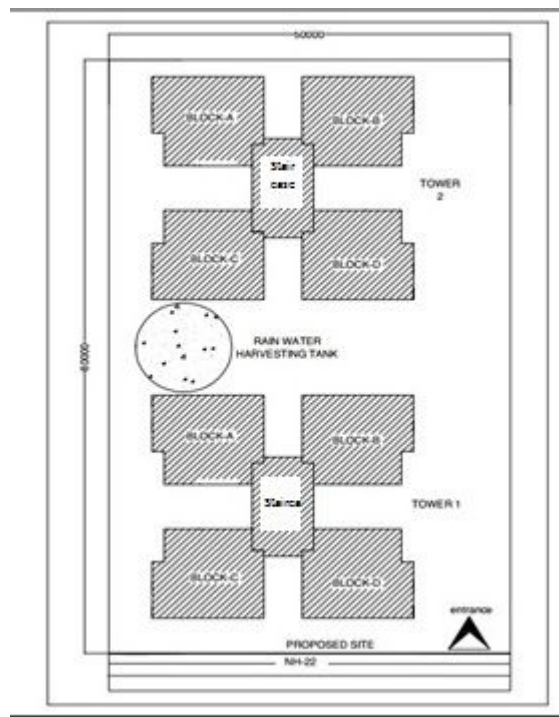 50000
BLOCK-A
BLOCK-B
Stair
case
TOWER
2
BLOCK-C
BLOCK-D
60000
RAIN WATER
HARVESTING TANK
BLOCK-A
BLOCK-B
Stairca
TOWER 1
BLOCK-C
BLOCK-D
entrance
PROPOSED SITE
NH-22